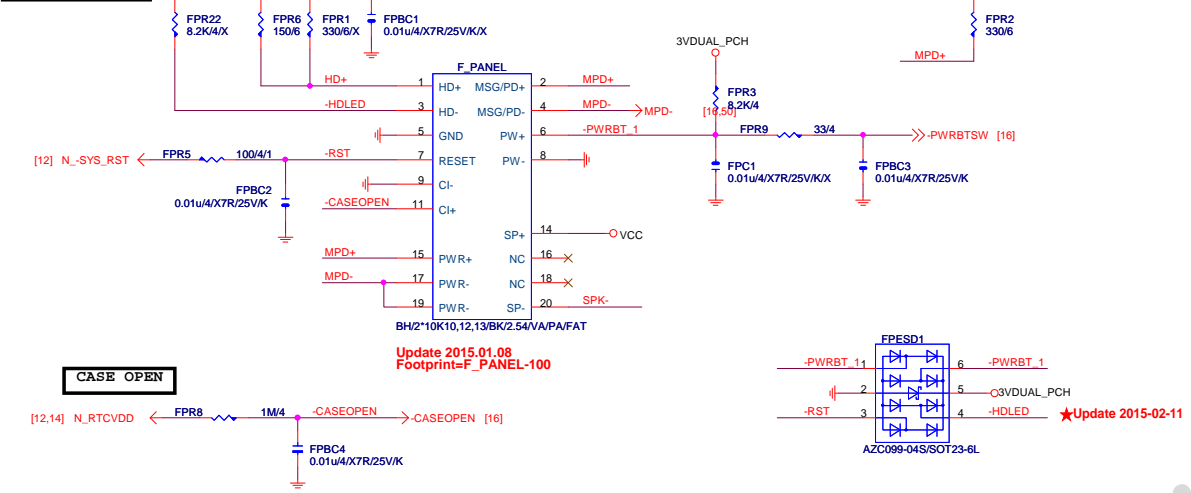 FPR22
8.2K/4/X
FPR6
150/6
FPR1
330/6/X
FPBC1
0.01u/4/X7R/25V/K/X
FPR2
330/6
3VDUAL_PCH
MPD+
F_PANEL
HD+ 1 HD+ MSG/PD+ 2 MPD+
FPR3
8.2K/4
-HDLED 3 HD- MSG/PD- 4 MPD- MPD- [16,50]
5 GND PW+ 6 -PWRBT_1 FPR9 33/4 -PWRBTSW [16]
[12] N_-SYS_RST FPR5 100/4/1 -RST 7 RESET PW- 8
FPC1
0.01u/4/X7R/25V/K/X
FPBC3
0.01u/4/X7R/25V/K
9 CI-
FPBC2
0.01u/4/X7R/25V/K
-CASEOPEN 11 CI+
SP+ 14 VCC
MPD+ 15 PWR+ NC 16
MPD- 17 PWR- NC 18
19 PWR- SP- 20 SPK-
BH/2*10K10,12,13/BK/2.54/VA/PA/FAT
Update 2015.01.08
Footprint=F_PANEL-100
FPESD1
-PWRBT_1 1 6 -PWRBT_1
2 5 3VDUAL_PCH
-RST 3 4 -HDLED
★Update 2015-02-11
AZC099-04S/SOT23-6L
CASE OPEN
[12,14] N_RTCVDD FPR8 1M/4 -CASEOPEN -CASEOPEN [16]
FPBC4
0.01u/4/X7R/25V/K